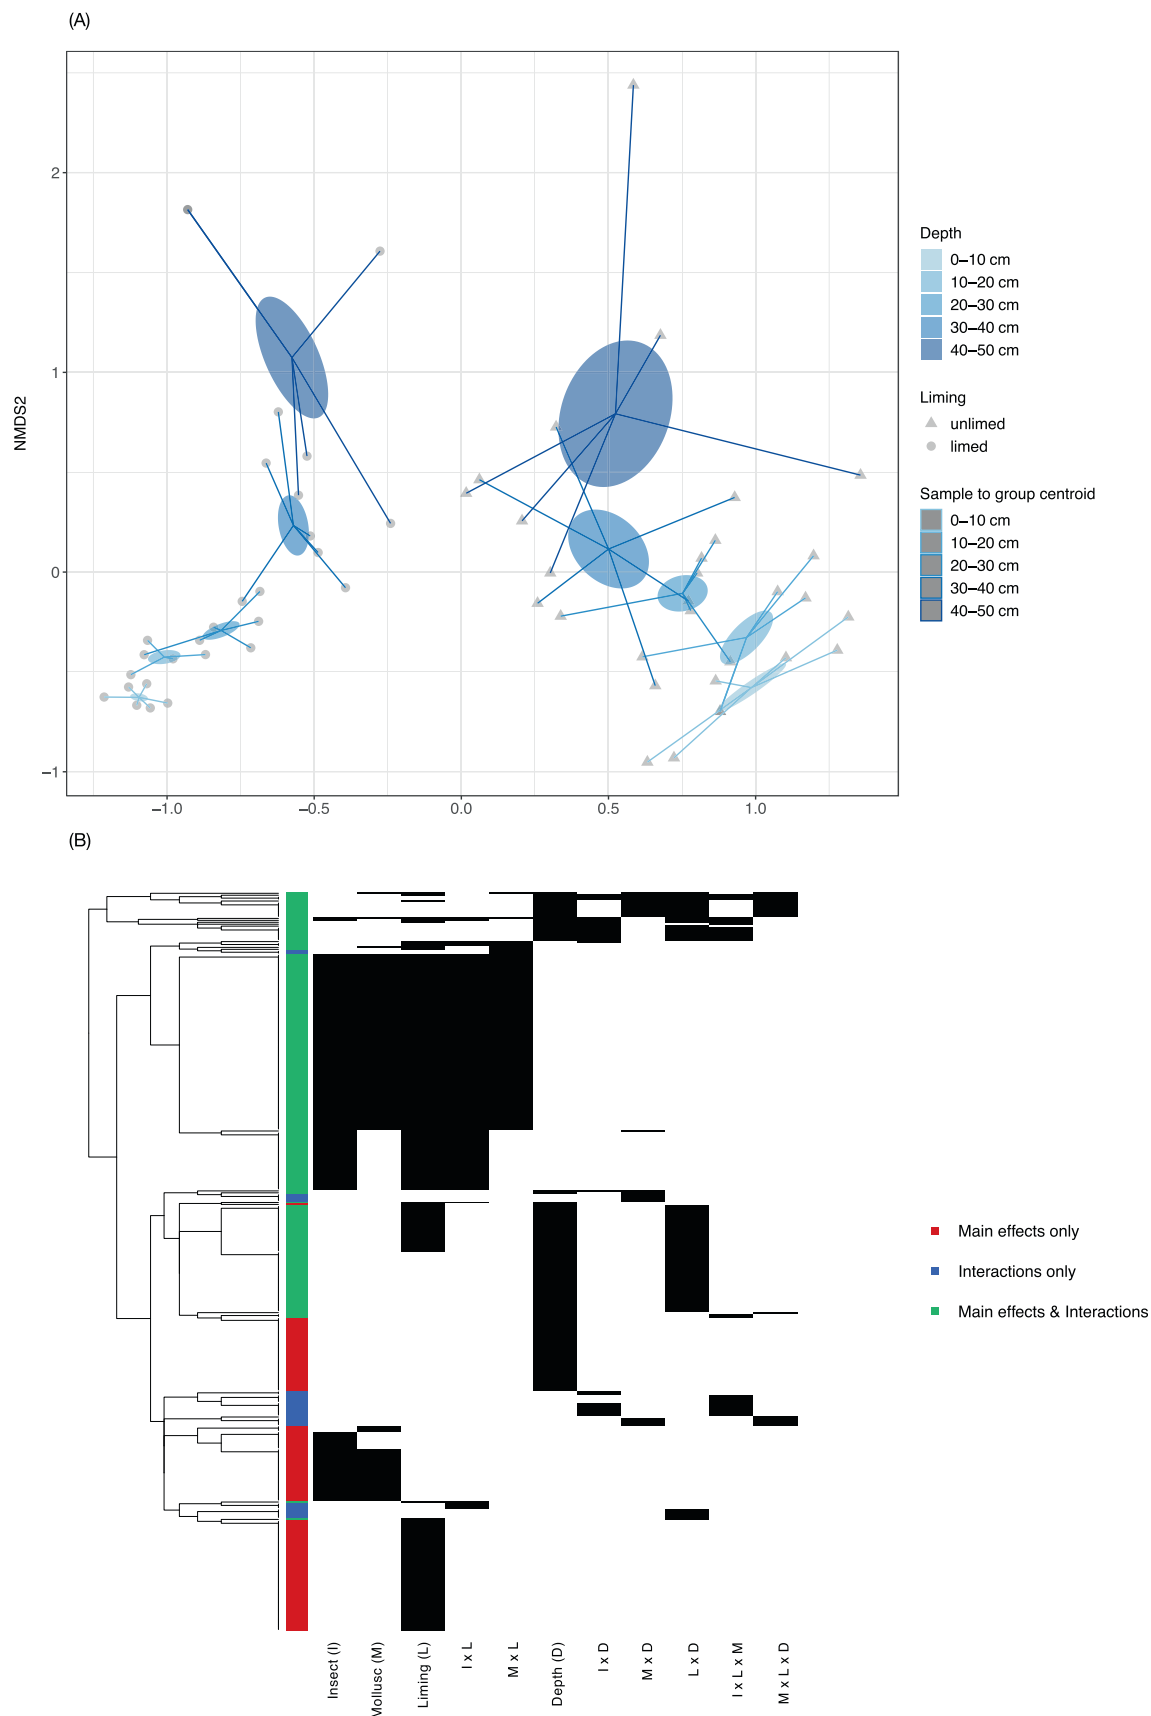 (A)
2
1
0
−1
NMDS2
−1.0
−0.5
0.0
0.5
1.0
Depth
0−10 cm
10−20 cm
20−30 cm
30−40 cm
40−50 cm
Liming
unlimed
limed
Sample to group centroid
0−10 cm
10−20 cm
20−30 cm
30−40 cm
40−50 cm
(B)
Main effects only
Interactions only
Main effects & Interactions
Insect (I)
Mollusc (M)
Liming (L)
I x L
M x L
Depth (D)
I x D
M x D
L x D
I x L x M
M x L x D